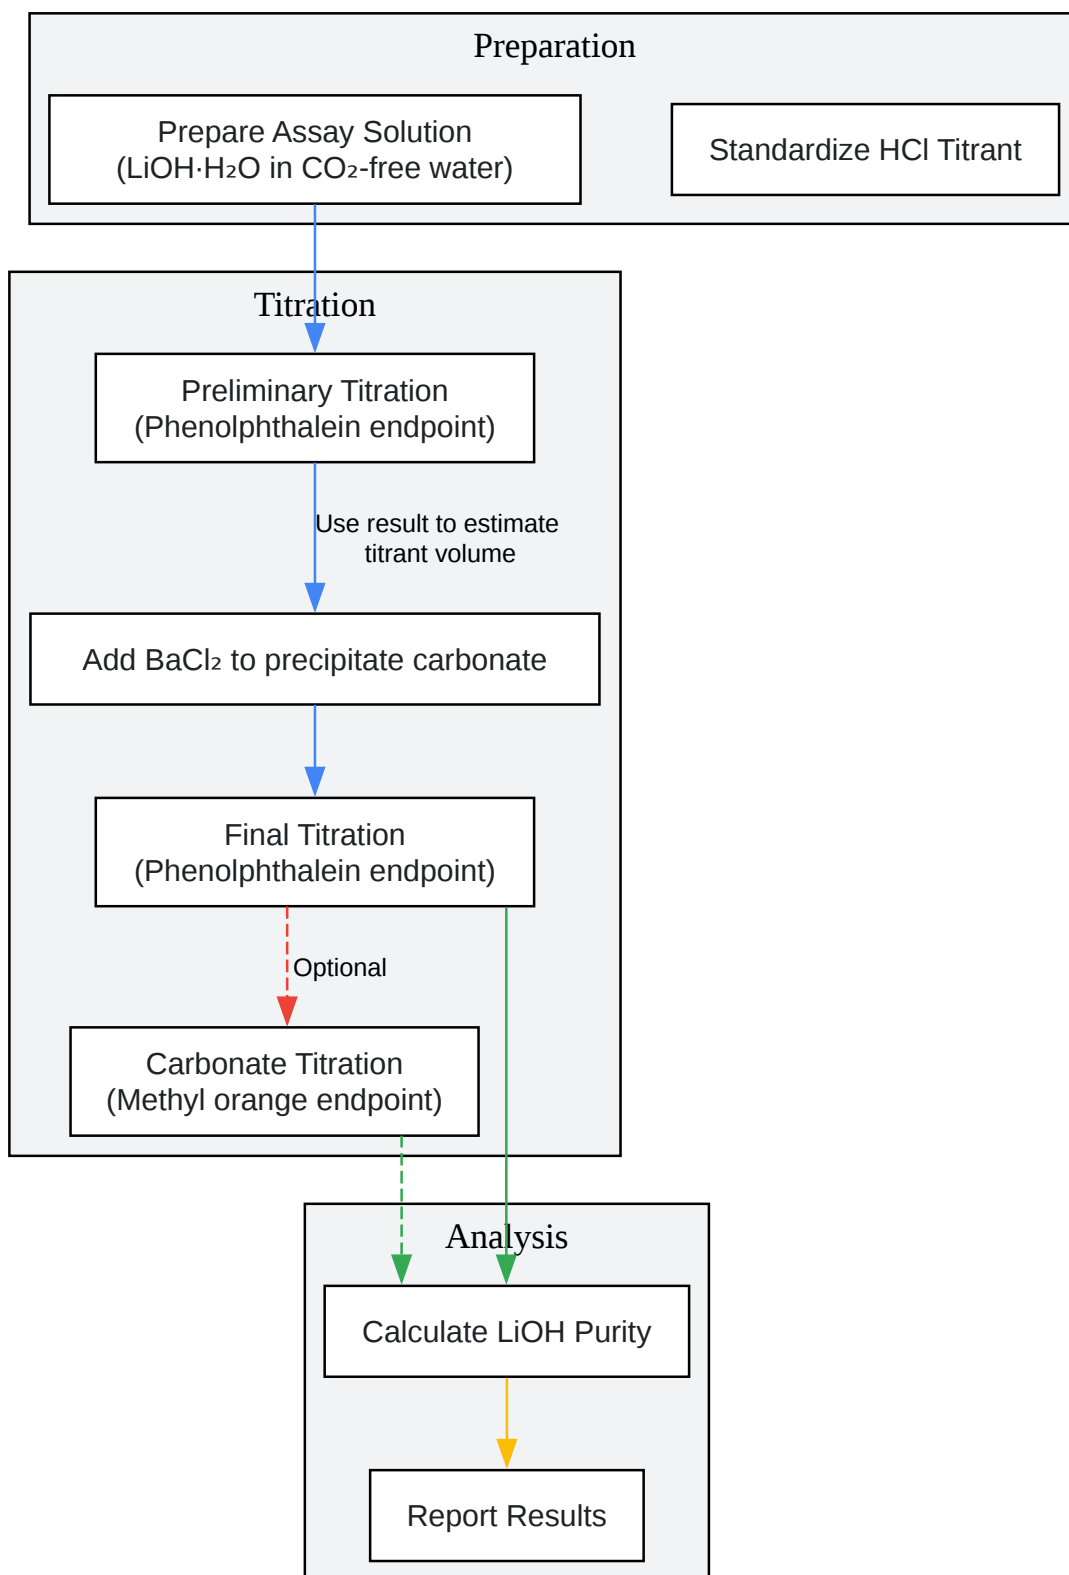 Preparation
Prepare Assay Solution
(LiOH·H₂O in CO₂-free water)
Standardize HCl Titrant
Titration
Preliminary Titration
(Phenolphthalein endpoint)
Use result to estimate
titrant volume
Add BaCl₂ to precipitate carbonate
Final Titration
(Phenolphthalein endpoint)
Optional
Carbonate Titration
(Methyl orange endpoint)
Analysis
Calculate LiOH Purity
Report Results